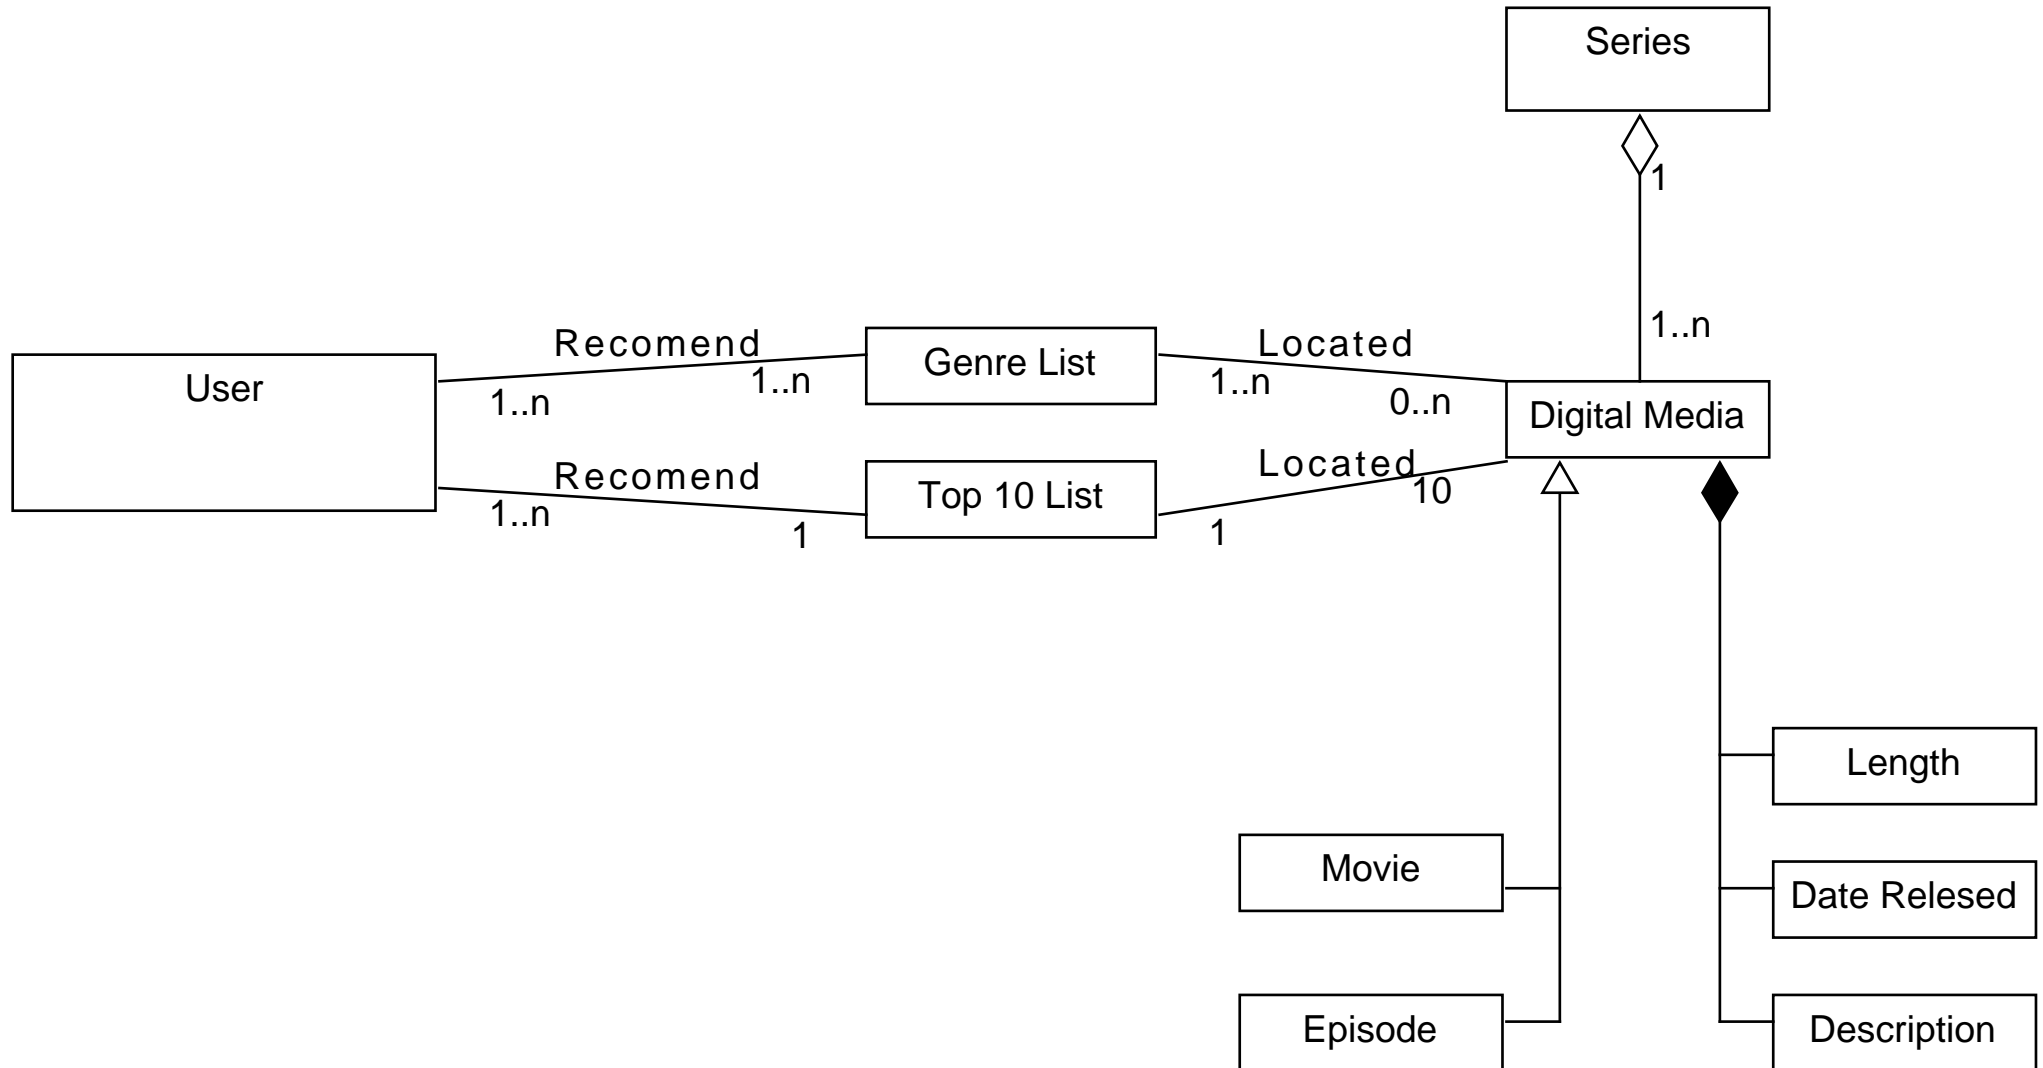 Series
1
1..n
Recomend
1..n
1..n
User
Genre List
Located
1..n
0..n
Digital Media
Recomend
1..n
1
Top 10 List
Located
10
1
Length
Movie
Date Relesed
Episode
Description